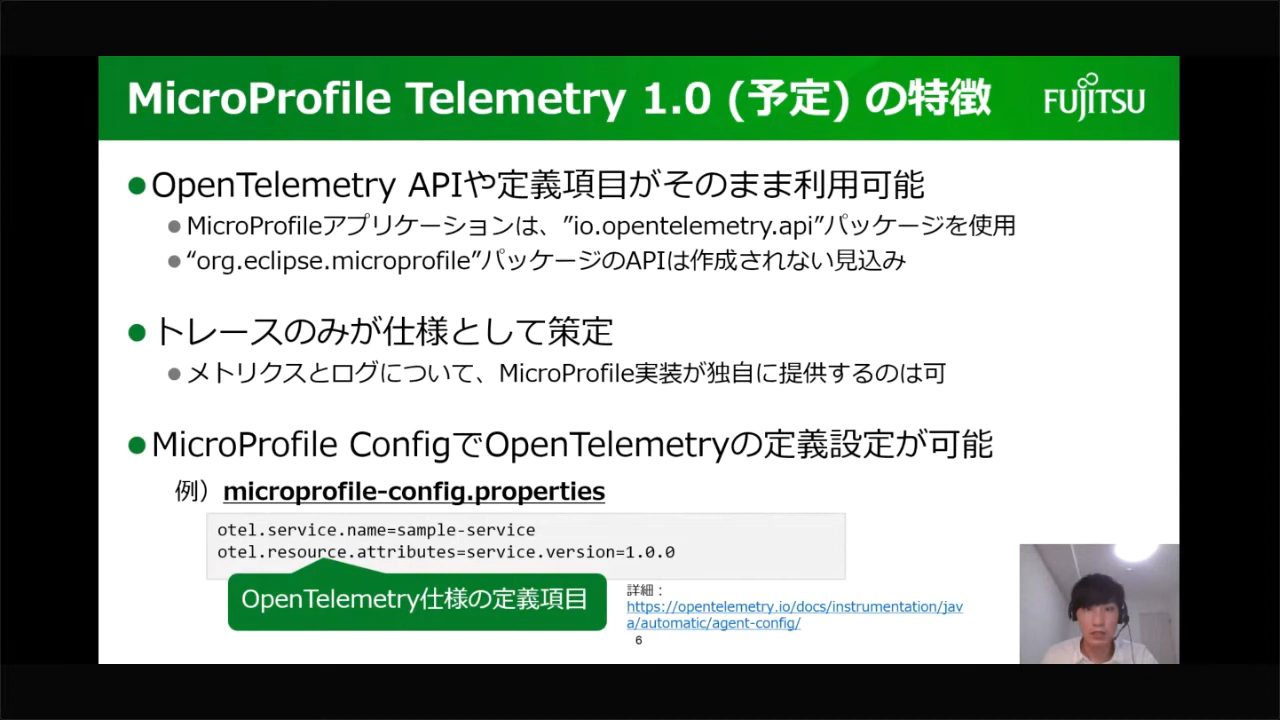 MicroProfile Telemetry 1.0 (予定) の特徴
FUJITSU
OpenTelemetry APIや定義項目がそのまま利用可能
MicroProfileアプリケーションは、”io.opentelemetry.api”パッケージを使用
“org.eclipse.microprofile”パッケージのAPIは作成されない見込み
トレースのみが仕様として策定
メトリクスとログについて、MicroProfile実装が独自に提供するのは可
MicroProfile ConfigでOpenTelemetryの定義設定が可能
例）microprofile-config.properties
otel.service.name=sample-service
otel.resource.attributes=service.version=1.0.0
OpenTelemetry仕様の定義項目
詳細：
https://opentelemetry.io/docs/instrumentation/jav
a/automatic/agent-config/
6